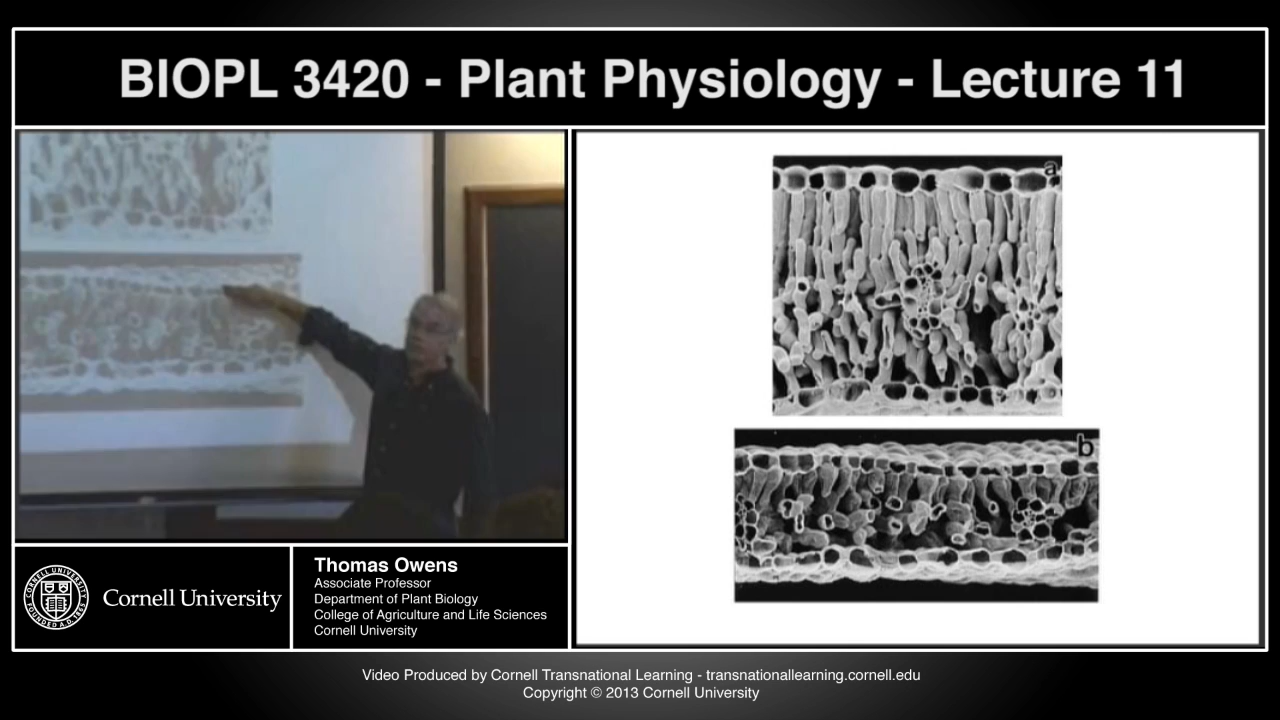 BIOPL 3420 - Plant Physiology - Lecture 11
a
b
Cornell University
Thomas Owens
Associate Professor
Department of Plant Biology
College of Agriculture and Life Sciences
Cornell University
Video Produced by Cornell Transnational Learning - transnationallearning.cornell.edu
Copyright © 2013 Cornell University